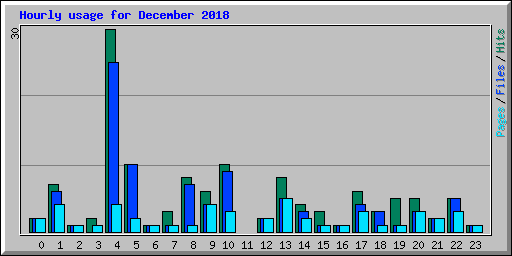 Hourly usage for December 2018
30
Pages/Files/Hits
0 1 2 3 4 5 6 7 8 9 10 11 12 13 14 15 16 17 18 19 20 21 22 23